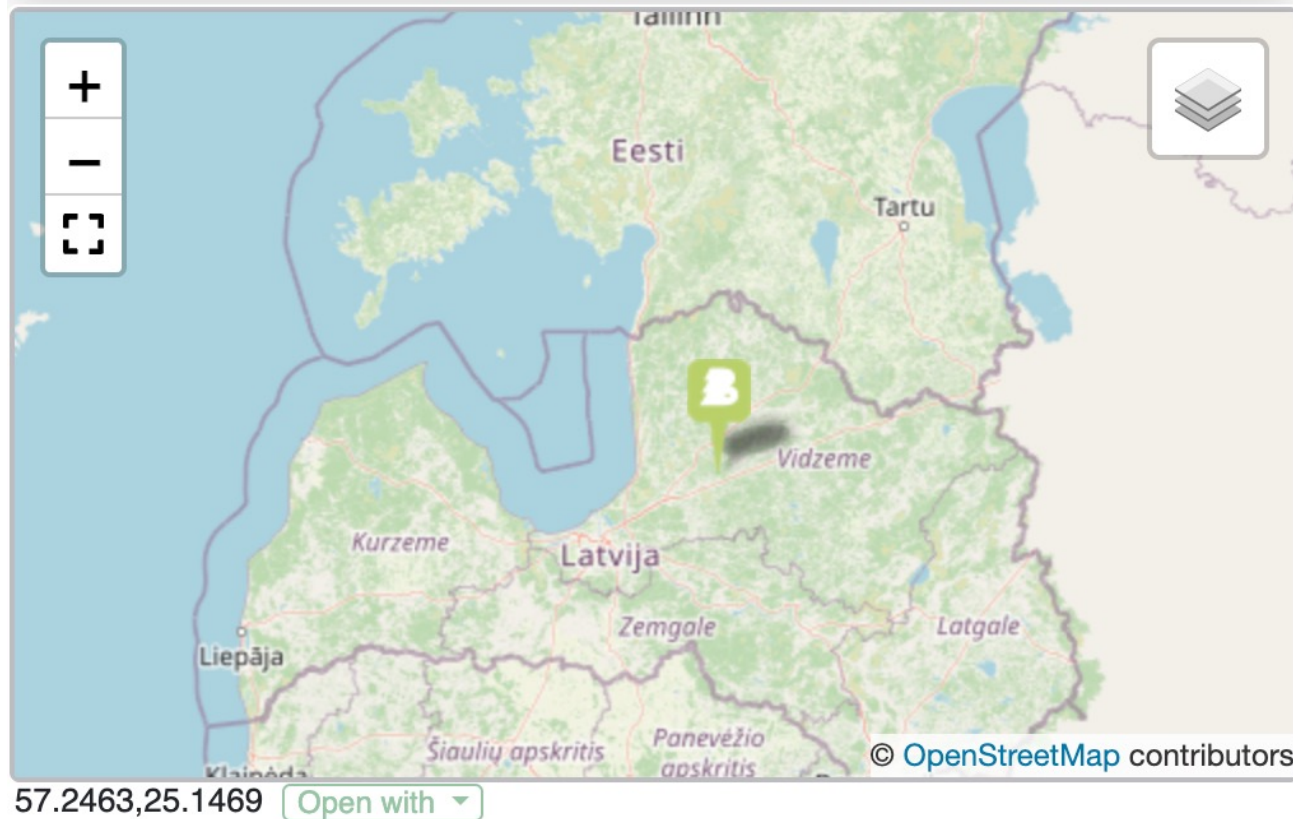 Tallinn
+
−
Eesti
Tartu
Vidzeme
Kurzeme
Latvija
Zemgale
Latgale
Liepāja
Šiaulių apskritis
Panevėžio
apskritis
Klaipėda
© OpenStreetMap contributors
57.2463,25.1469 Open with